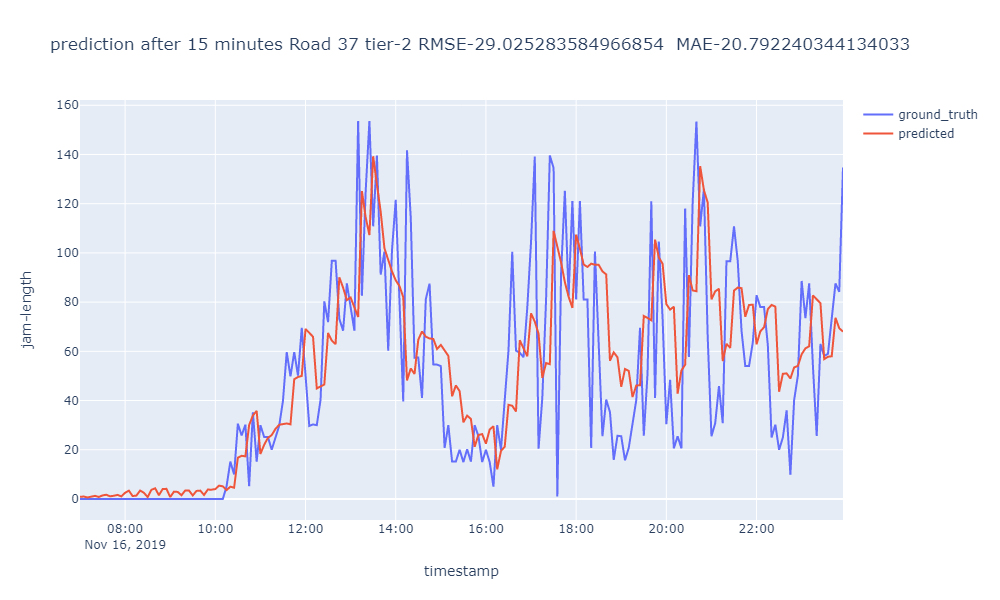 prediction after 15 minutes Road 37 tier-2 RMSE-29.025283584966854  MAE-20.792240344134033
ground_truth
predicted
160
140
120
100
80
60
40
20
0
jam-length
08:00 10:00 12:00 14:00 16:00 18:00 20:00 22:00
Nov 16, 2019
timestamp